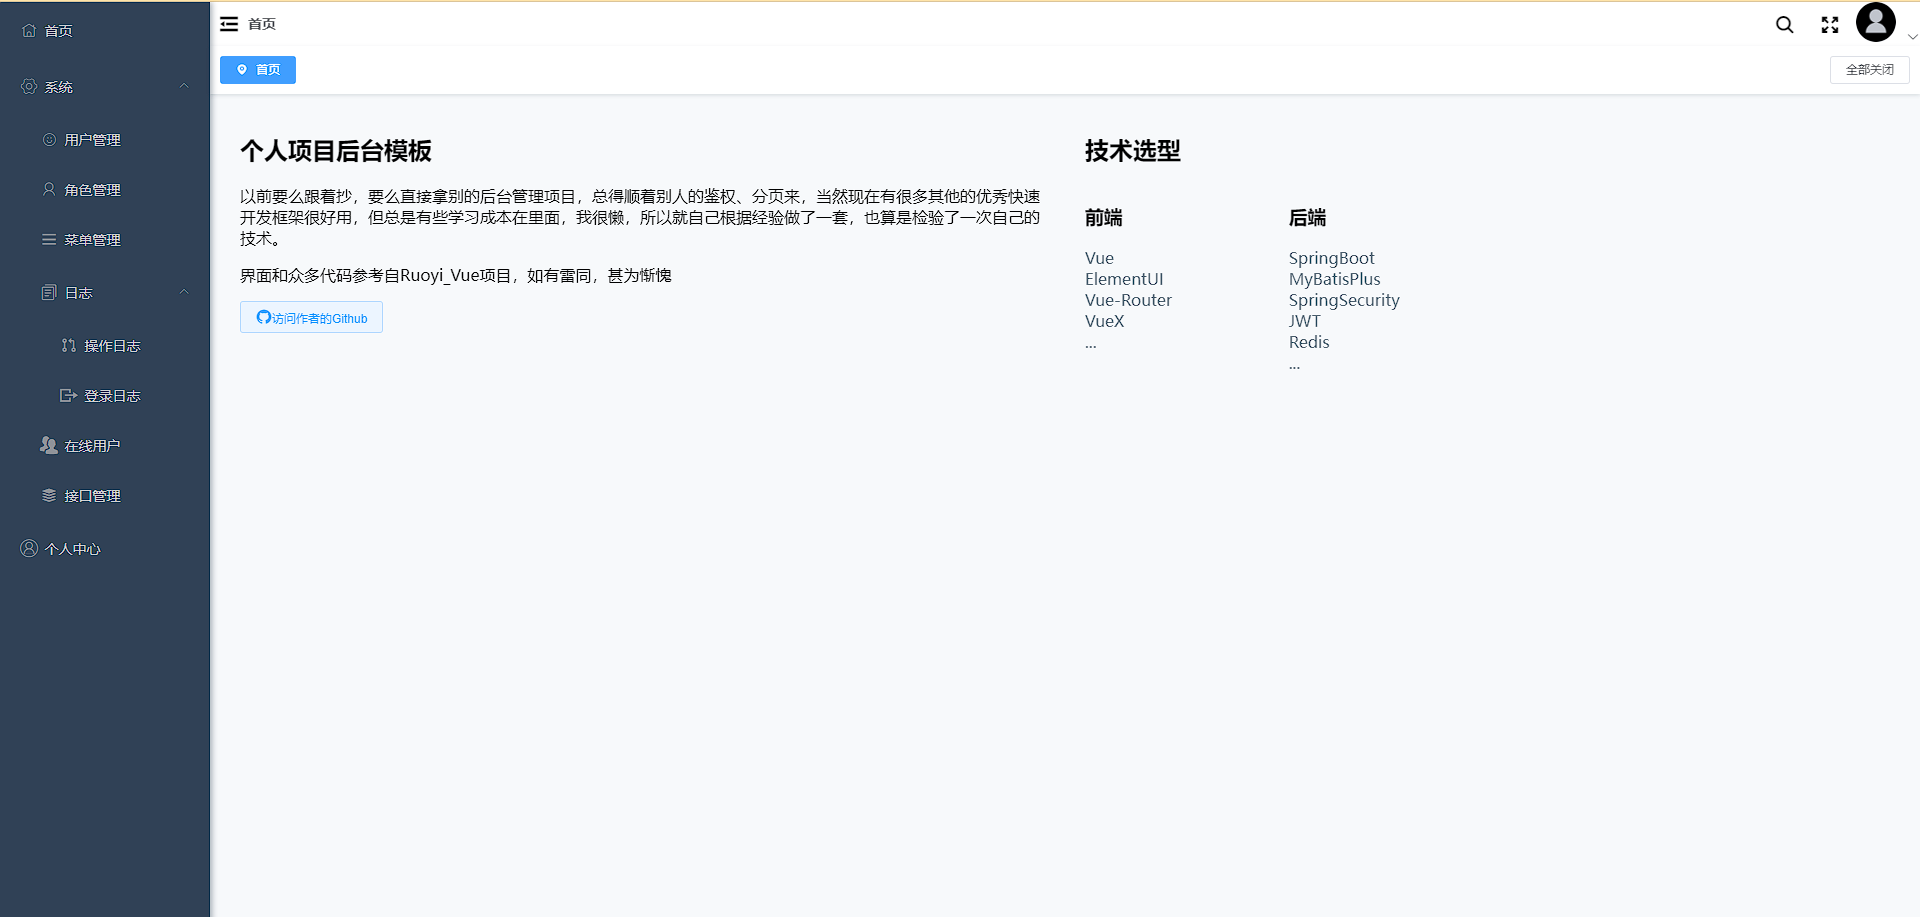 首页
系统
用户管理
角色管理
菜单管理
日志
操作日志
登录日志
在线用户
接口管理
个人中心
首页
首页
全部关闭
个人项目后台模板
以前要么跟着抄，要么直接拿别的后台管理项目，总得顺着别人的鉴权、分页来，当然现在有很多其他的优秀快速
开发框架很好用，但总是有些学习成本在里面，我很懒，所以就自己根据经验做了一套，也算是检验了一次自己的
技术。
界面和众多代码参考自Ruoyi_Vue项目，如有雷同，甚为惭愧
访问作者的Github
技术选型
前端
Vue
ElementUI
Vue-Router
VueX
...
后端
SpringBoot
MyBatisPlus
SpringSecurity
JWT
Redis
...